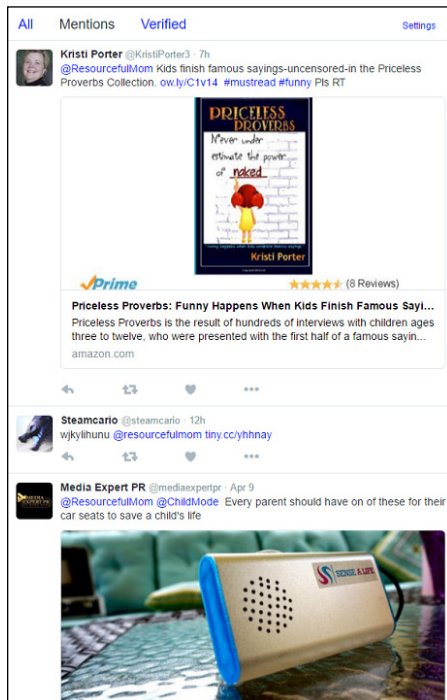 All Mentions Verified Settings
Kristi Porter @KristiPorter3 · 7h
@ResourcefulMom Kids finish famous sayings-uncensored-in the Priceless
Proverbs Collection. ow.ly/C1v14 #mustread #funny Pls RT
PRICELESS
PROVERBS
Never under
estimate the power
of naked
Kristi Porter
Prime (8 Reviews)
Priceless Proverbs: Funny Happens When Kids Finish Famous Sayi...
Priceless Proverbs is the result of hundreds of interviews with children ages
three to twelve, who were presented with the first half of a famous sayin...
amazon.com
Steamcario @steamcario · 12h
wjkylihunu @resourcefulmom tiny.cc/yhhnay
Media Expert PR @mediaexpertpr · Apr 9
@ResourcefulMom @ChildMode Every parent should have on of these for their
car seats to save a child's life
MEDIA
EXPERT PR
SENSE A LIFE